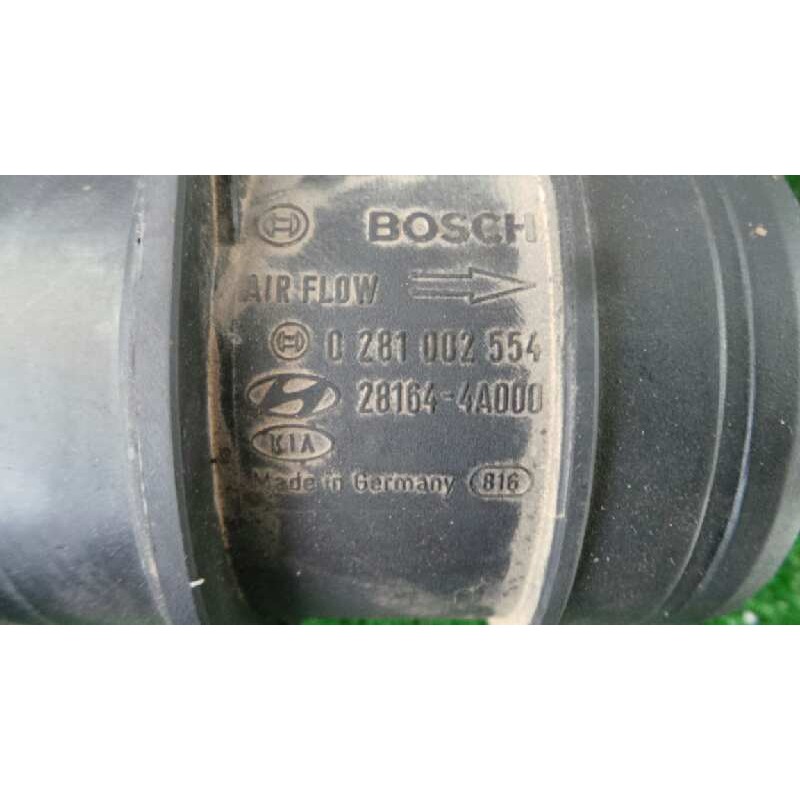 BOSCH
AIR FLOW
0 281 002 554
28164-4A000
KIA
Made in Germany 816